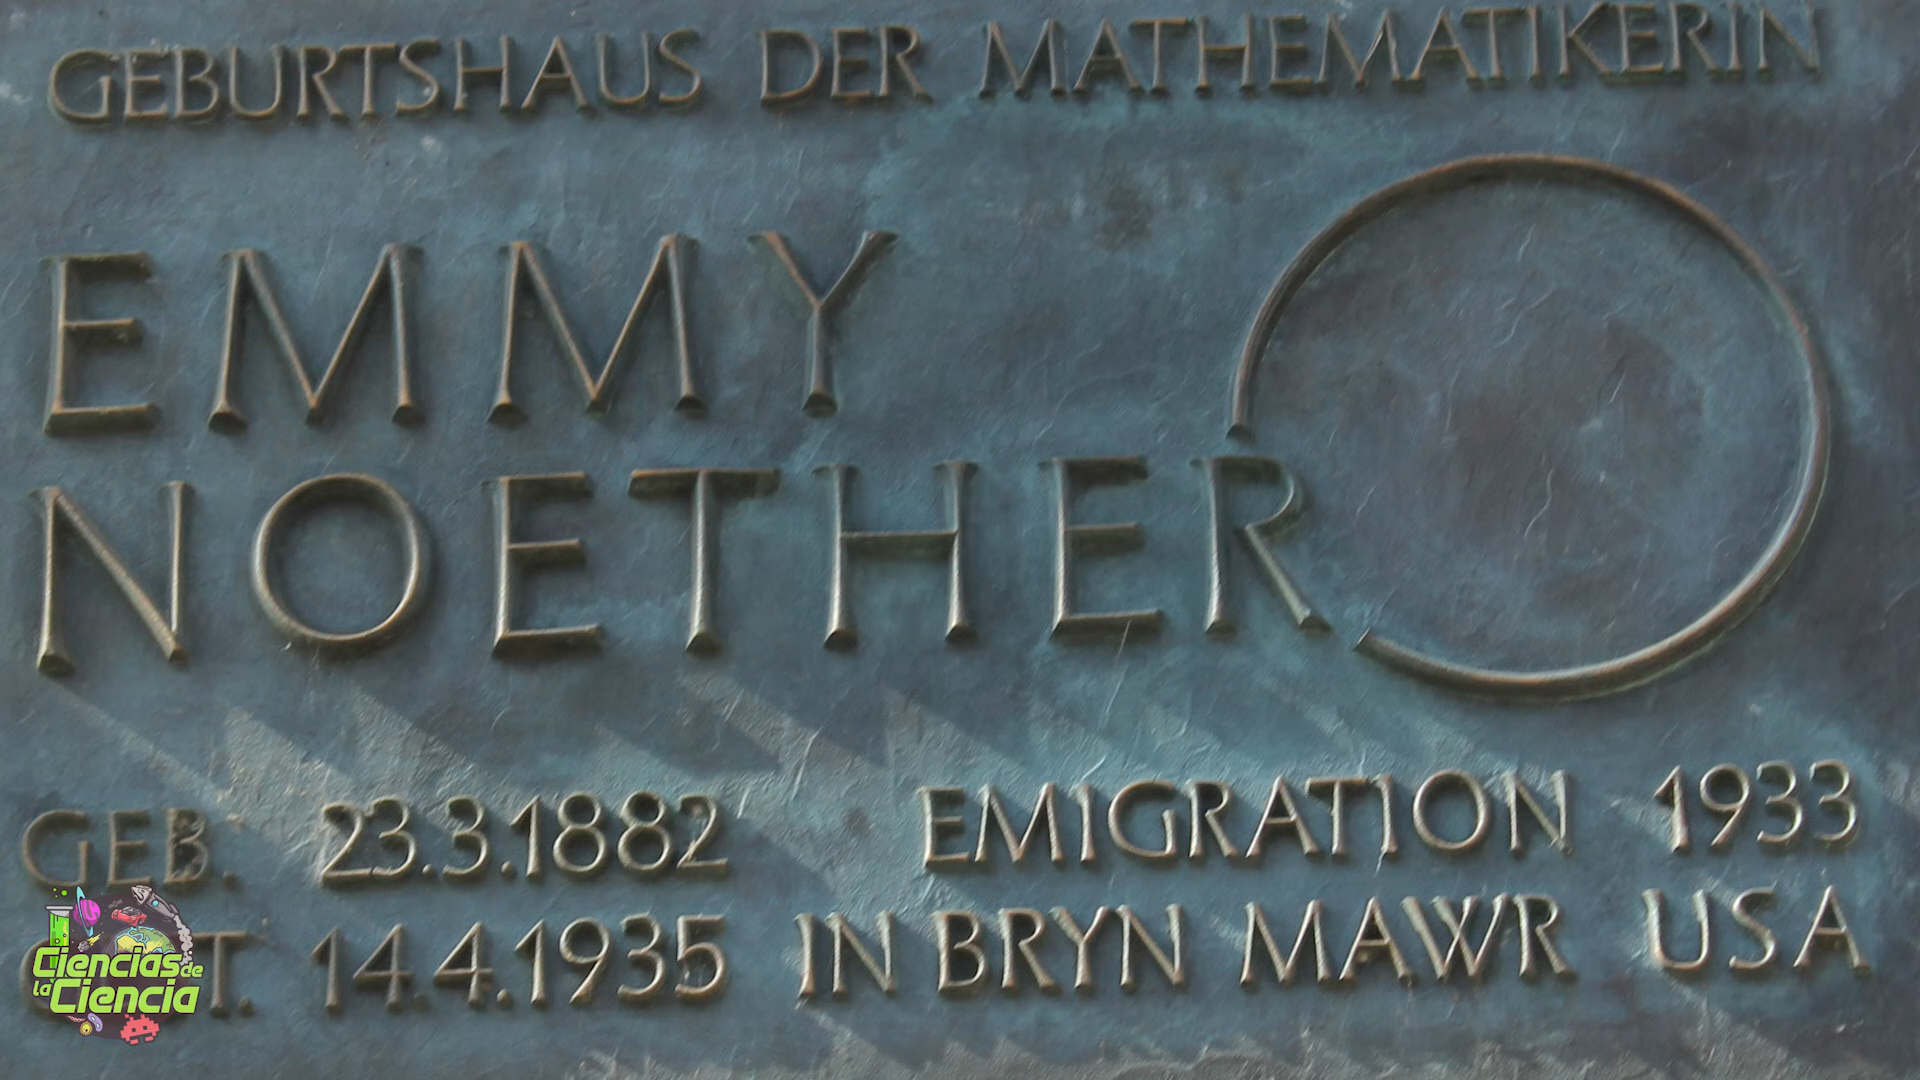 GEBURTSHAUS DER MATHEMATIKERIN
EMMY
NOETHER
GEB. 23.3.1882 EMIGRATION 1933
14.4.1935 IN BRYN MAWR USA
Ciencias de
la Ciencia